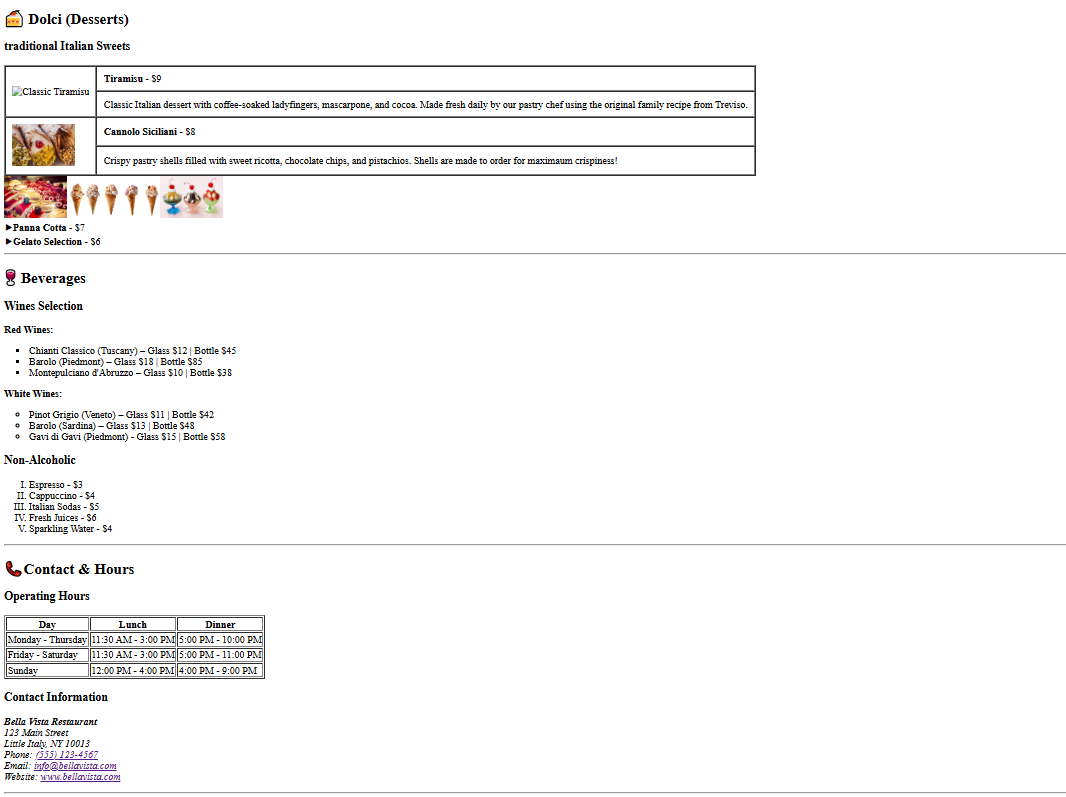 🍰 Dolci (Desserts)
traditional Italian Sweets
Classic Tiramisu
Tiramisu - $9
Classic Italian dessert with coffee-soaked ladyfingers, mascarpone, and cocoa. Made fresh daily by our pastry chef using the original family recipe from Treviso.
Cannolo Siciliani - $8
Crispy pastry shells filled with sweet ricotta, chocolate chips, and pistachios. Shells are made to order for maximaum crispiness!
▶Panna Cotta - $7
▶Gelato Selection - $6
🍷 Beverages
Wines Selection
Red Wines:
▪ Chianti Classico (Tuscany) – Glass $12 | Bottle $45
▪ Barolo (Piedmont) – Glass $18 | Bottle $85
▪ Montepulciano d'Abruzzo – Glass $10 | Bottle $38
White Wines:
○ Pinot Grigio (Veneto) – Glass $11 | Bottle $42
○ Barolo (Sardina) – Glass $13 | Bottle $48
○ Gavi di Gavi (Piedmont) - Glass $15 | Bottle $58
Non-Alcoholic
I. Espresso - $3
II. Cappuccino - $4
III. Italian Sodas - $5
IV. Fresh Juices - $6
V. Sparkling Water - $4
📞Contact & Hours
Operating Hours
Day Lunch Dinner
Monday - Thursday 11:30 AM - 3:00 PM 5:00 PM - 10:00 PM
Friday - Saturday 11:30 AM - 3:00 PM 5:00 PM - 11:00 PM
Sunday 12:00 PM - 4:00 PM 4:00 PM - 9:00 PM
Contact Information
Bella Vista Restaurant
123 Main Street
Little Italy, NY 10013
Phone: (555) 123-4567
Email: info@bellavista.com
Website: www.bellavista.com